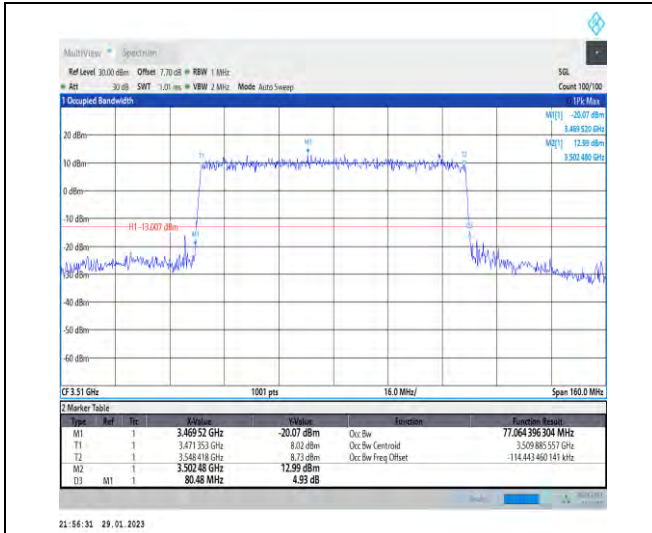 MultiView Spectrum
Ref Level 30.00 dBm Offset 7.70 dB RBW 1 MHz SGL
Att 30 dB SWT 1.01 ms VBW 2 MHz Mode Auto Sweep Count 100/100
1 Occupied Bandwidth 1Pk Max
M1[1] -20.07 dBm
3.469 520 GHz
M2[1] 12.99 dBm
3.502 480 GHz
20 dBm
10 dBm
0 dBm
-10 dBm
H1 -13.007 dBm
-20 dBm
-30 dBm
-40 dBm
-50 dBm
-60 dBm
T1
M2
T2
M1
CF 3.51 GHz 1001 pts 16.0 MHz/ Span 160.0 MHz
2 Marker Table
Type Ref Trc X-Value Y-Value Function Function Result
M1 1 3.469 52 GHz -20.07 dBm Occ Bw 77.064 396 304 MHz
T1 1 3.471 353 GHz 8.02 dBm Occ Bw Centroid 3.509 885 557 GHz
T2 1 3.548 418 GHz 8.73 dBm Occ Bw Freq Offset -114.443 460 141 kHz
M2 1 3.502 48 GHz 12.99 dBm
D3 M1 1 80.48 MHz 4.93 dB
21:56:31 29.01.2023